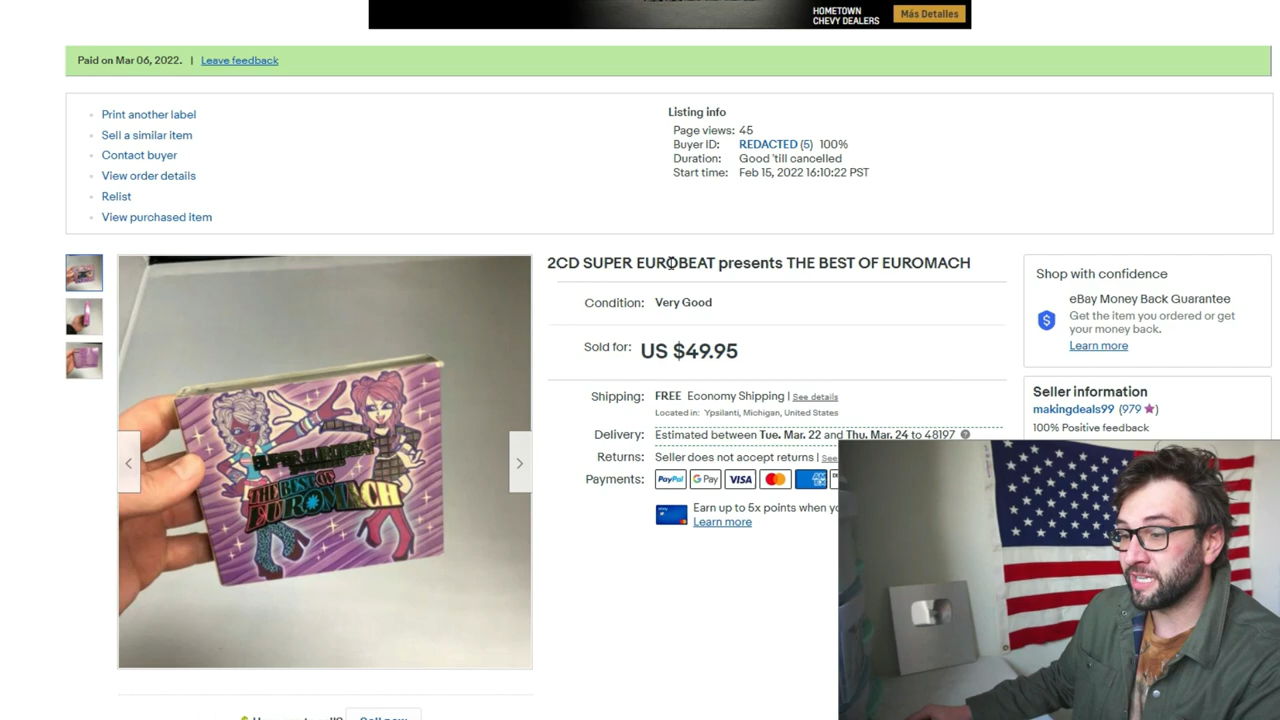 HOMETOWN
CHEVY DEALERS
Más Detalles
Paid on Mar 06, 2022. | Leave feedback
Print another label
Sell a similar item
Contact buyer
View order details
Relist
View purchased item
Listing info
Page views: 45
Buyer ID: REDACTED (5) 100%
Duration: Good 'till cancelled
Start time: Feb 15, 2022 16:10:22 PST
SUPER EUROBEAT
THE BEST OF
EUROMACH
2CD SUPER EUROBEAT presents THE BEST OF EUROMACH
Condition: Very Good
Sold for: US $49.95
Shipping: FREE Economy Shipping | See details
Located in: Ypsilanti, Michigan, United States
Delivery: Estimated between Tue. Mar. 22 and Thu. Mar. 24 to 48197
Returns: Seller does not accept returns | See
Payments: PayPal G Pay VISA
Earn up to 5x points when yo
Learn more
Shop with confidence
eBay Money Back Guarantee
Get the item you ordered or get
your money back.
Learn more
Seller information
makingdeals99 (979)
100% Positive feedback